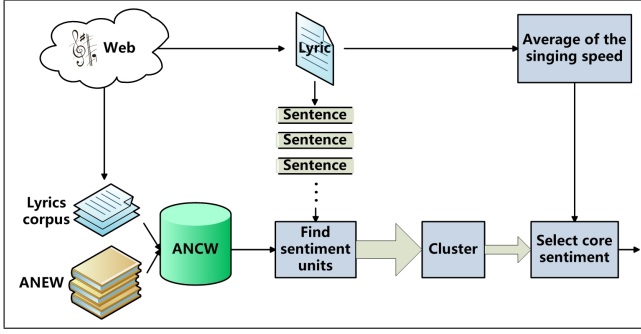 Web
Lyric
Average of the
singing speed
Sentence
Sentence
Sentence
Lyrics
corpus
ANEW
ANCW
Find
sentiment
units
Cluster
Select core
sentiment